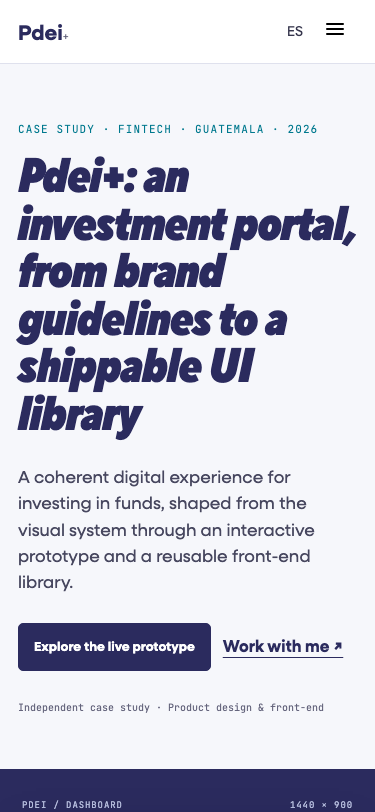 Pdei+
ES
CASE STUDY · FINTECH · GUATEMALA · 2026
Pdei+: an
investment portal,
from brand
guidelines to a
shippable UI
library
A coherent digital experience for
investing in funds, shaped from the
visual system through an interactive
prototype and a reusable front-end
library.
Explore the live prototype
Work with me ↗
Independent case study · Product design & front-end
PDEI / DASHBOARD
1440 × 900